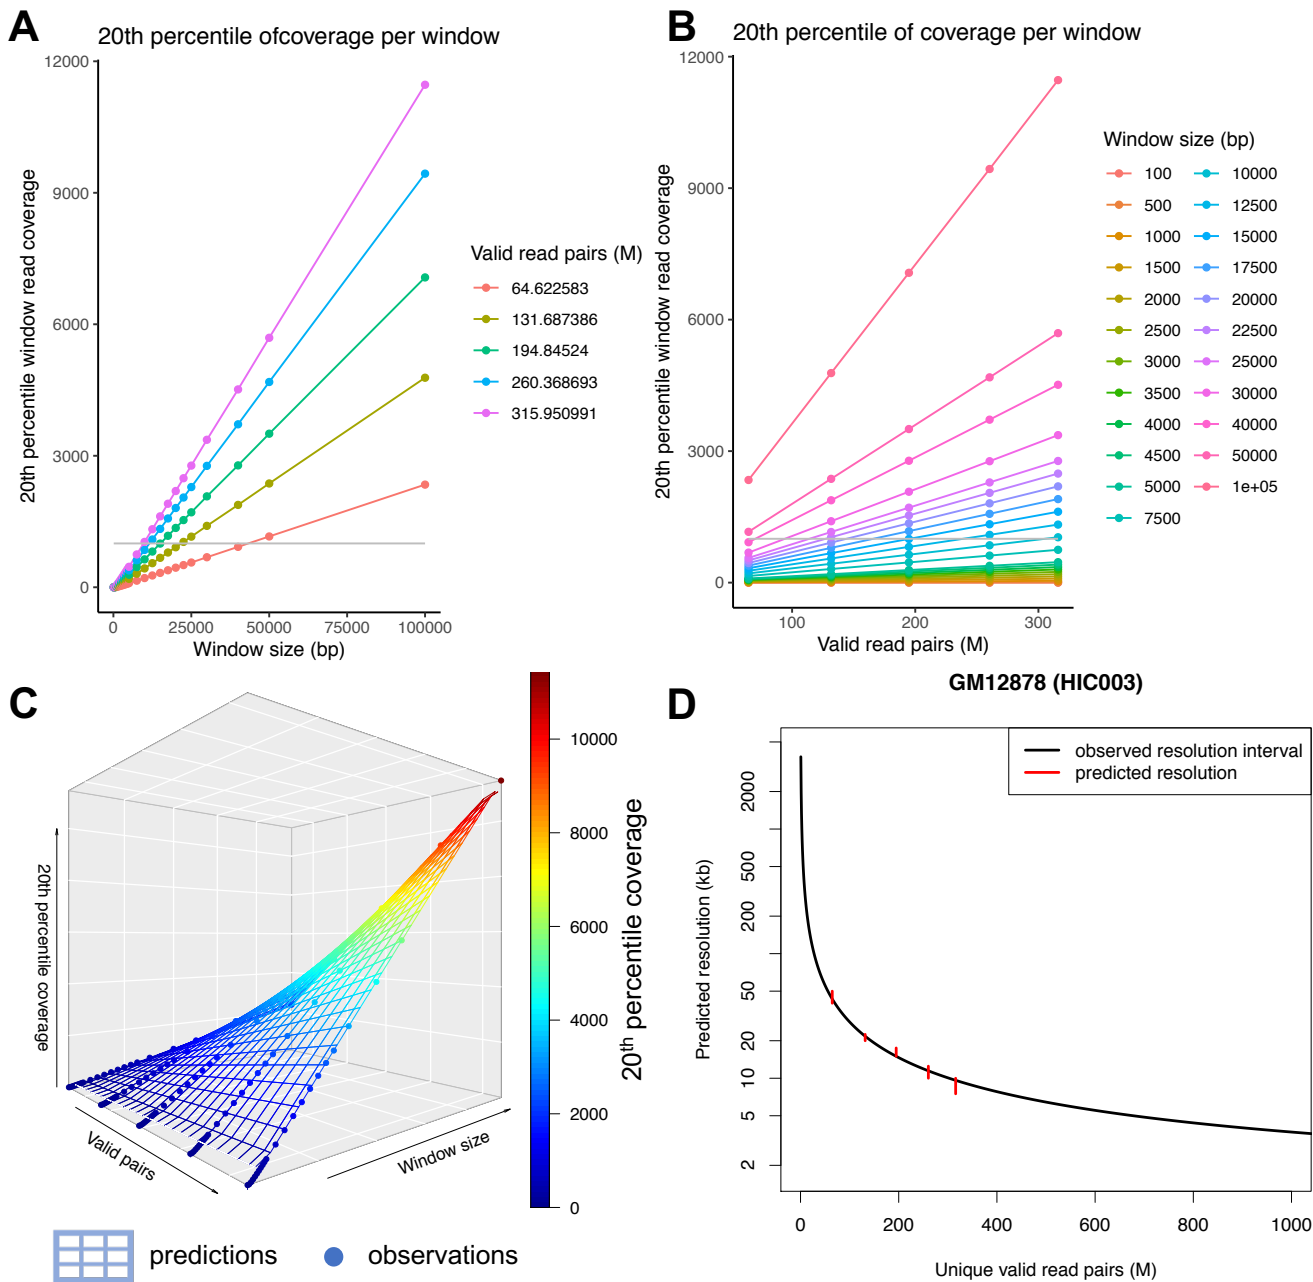 A
20th percentile ofcoverage per window
12000
9000
6000
3000
0
20th percentile window read coverage
0
25000
50000
75000
100000
Window size (bp)
Valid read pairs (M)
64.622583
131.687386
194.84524
260.368693
315.950991
B
20th percentile of coverage per window
12000
9000
6000
3000
0
20th percentile window read coverage
100
200
300
Valid read pairs (M)
Window size (bp)
100
500
1000
1500
2000
2500
3000
3500
4000
4500
5000
7500
10000
12500
15000
17500
20000
22500
25000
30000
40000
50000
1e+05
C
20th percentile coverage
Valid pairs
Window size
10000
8000
6000
4000
2000
0
20th percentile coverage
predictions
observations
D
GM12878 (HIC003)
observed resolution interval
predicted resolution
Predicted resolution (kb)
2000
500
200
50
20
10
5
2
0
200
400
600
800
1000
Unique valid read pairs (M)